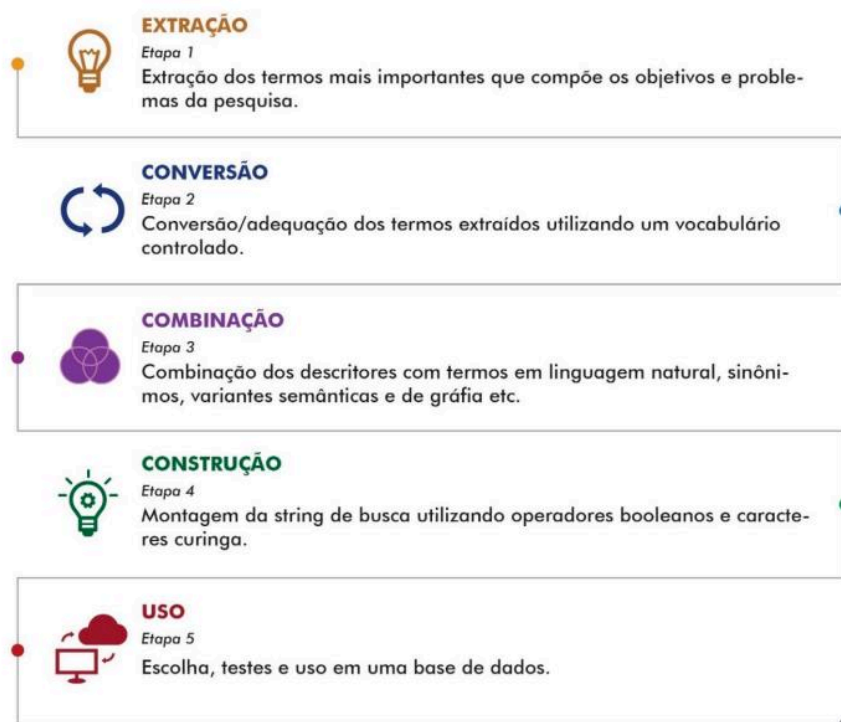 EXTRAÇÃO
Etapa 1
Extração dos termos mais importantes que compõe os objetivos e proble-
mas da pesquisa.
CONVERSÃO
Etapa 2
Conversão/adequação dos termos extraídos utilizando um vocabulário
controlado.
COMBINAÇÃO
Etapa 3
Combinação dos descritores com termos em linguagem natural, sinôni-
mos, variantes semânticas e de gráfia etc.
CONSTRUÇÃO
Etapa 4
Montagem da string de busca utilizando operadores booleanos e caracte-
res curinga.
USO
Etapa 5
Escolha, testes e uso em uma base de dados.